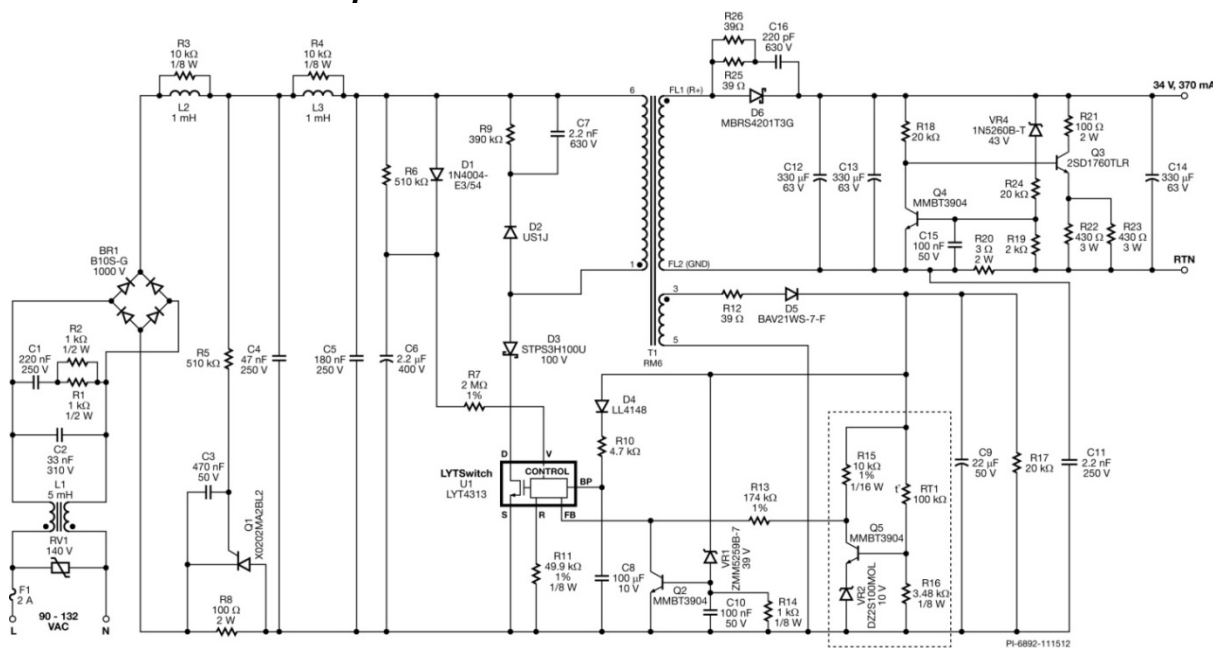 R3
10 kΩ
1/8 W
L2
1 mH
R4
10 kΩ
1/8 W
L3
1 mH
R26
39Ω
C16
220 pF
630 V
R25
39 Ω
FL1 (R+)
D6
MBRS4201T3G
34 V, 370 mA
6
R9
390 kΩ
C7
2.2 nF
630 V
R6
510 kΩ
D1
1N4004-
E3/54
D2
US1J
1
FL2 (GND)
C12
330 µF
63 V
C13
330 µF
63 V
R18
20 kΩ
VR4
1N5260B-T
43 V
R21
100 Ω
2 W
Q3
2SD1760TLR
C14
330 µF
63 V
Q4
MMBT3904
R24
20 kΩ
C15
100 nF
50 V
R20
3 Ω
2 W
R19
2 kΩ
R22
430 Ω
3 W
R23
430 Ω
3 W
RTN
BR1
B10S-G
1000 V
R2
1 kΩ
1/2 W
C1
220 nF
250 V
R1
1 kΩ
1/2 W
C2
33 nF
310 V
L1
5 mH
RV1
140 V
F1
2 A
90 - 132
VAC
L
N
R5
510 kΩ
C4
47 nF
250 V
C5
180 nF
250 V
C6
2.2 µF
400 V
C3
470 nF
50 V
Q1
X0202MA2BL2
R8
100 Ω
2 W
D3
STPS3H100U
100 V
R7
2 MΩ
1%
3
5
T1
RM6
R12
39 Ω
D5
BAV21WS-7-F
D4
LL4148
R10
4.7 kΩ
LYTSwitch
U1
LYT4313
D
V
CONTROL
BP
S
R
FB
R11
49.9 kΩ
1%
1/8 W
C8
100 µF
10 V
R13
174 kΩ
1%
VR1
ZMM5259B-7
39 V
Q2
MMBT3904
C10
100 nF
50 V
R14
1 kΩ
1/8 W
R15
10 kΩ
1%
1/16 W
t°
RT1
100 kΩ
Q5
MMBT3904
VR2
DZ2S100MOL
10 V
R16
3.48 kΩ
1/8 W
C9
22 µF
50 V
R17
20 kΩ
C11
2.2 nF
250 V
PI-6892-111512